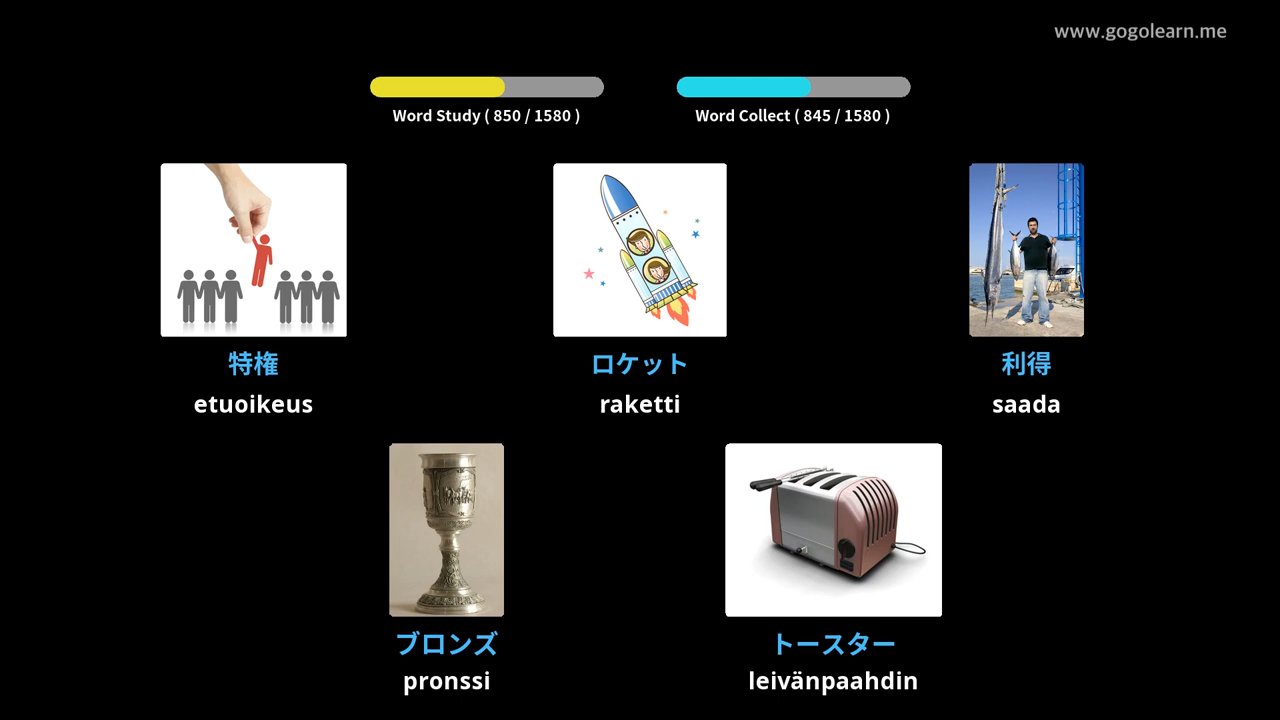 www.gogolearn.me
Word Study ( 850 / 1580 )
Word Collect ( 845 / 1580 )
特権
ロケット
利得
etuoikeus
raketti
saada
ブロンズ
トースター
pronssi
leivänpaahdin